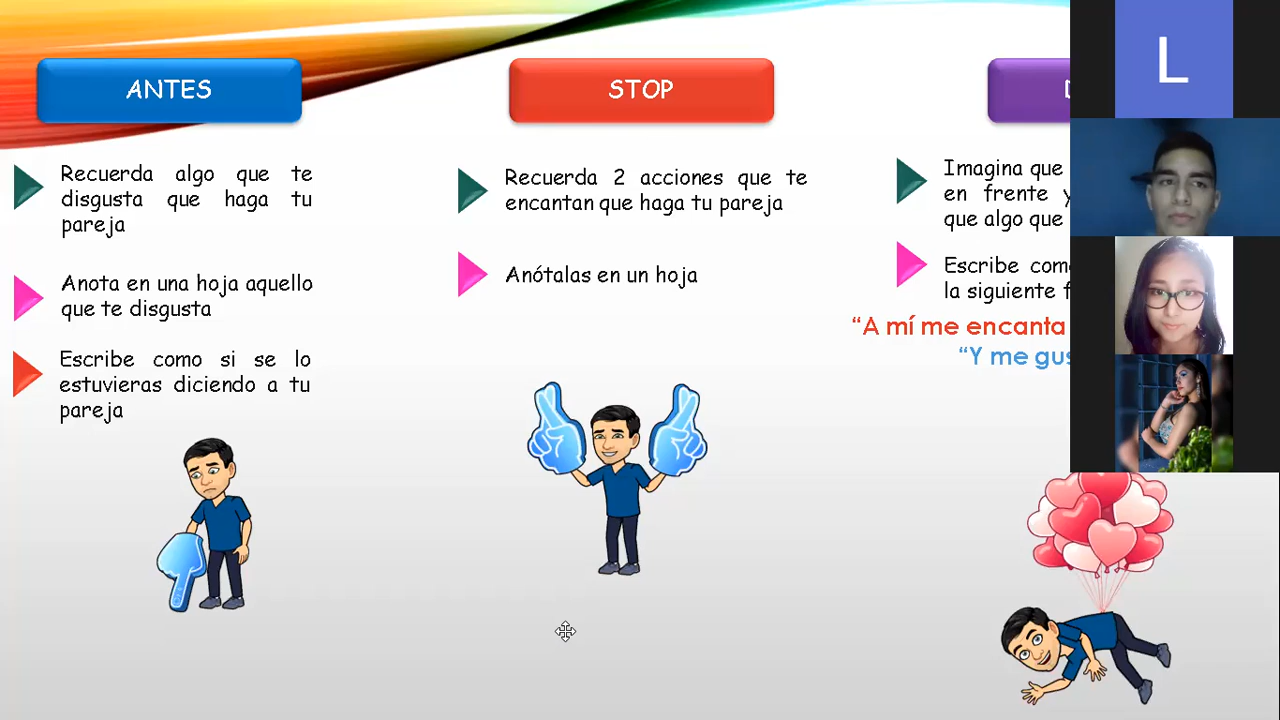 ANTES
Recuerda algo que te
disgusta que haga tu
pareja
Anota en una hoja aquello
que te disgusta
Escribe como si se lo
estuvieras diciendo a tu
pareja
STOP
Recuerda 2 acciones que te
encantan que haga tu pareja
Anótalas en un hoja
Imagina que
en frente
que algo que
Escribe
la siguiente
“A mí me encanta
“Y me
L